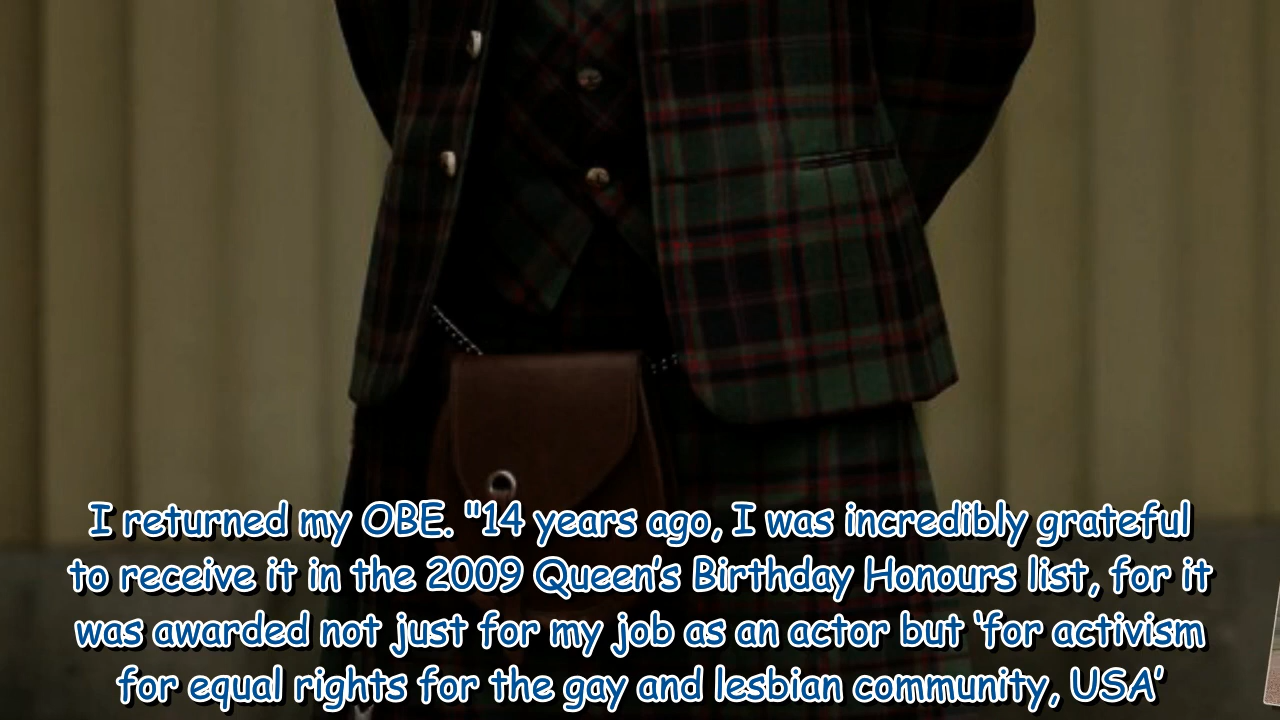 I returned my OBE. "14 years ago, I was incredibly grateful
to receive it in the 2009 Queen’s Birthday Honours list, for it
was awarded not just for my job as an actor but ‘for activism
for equal rights for the gay and lesbian community, USA’